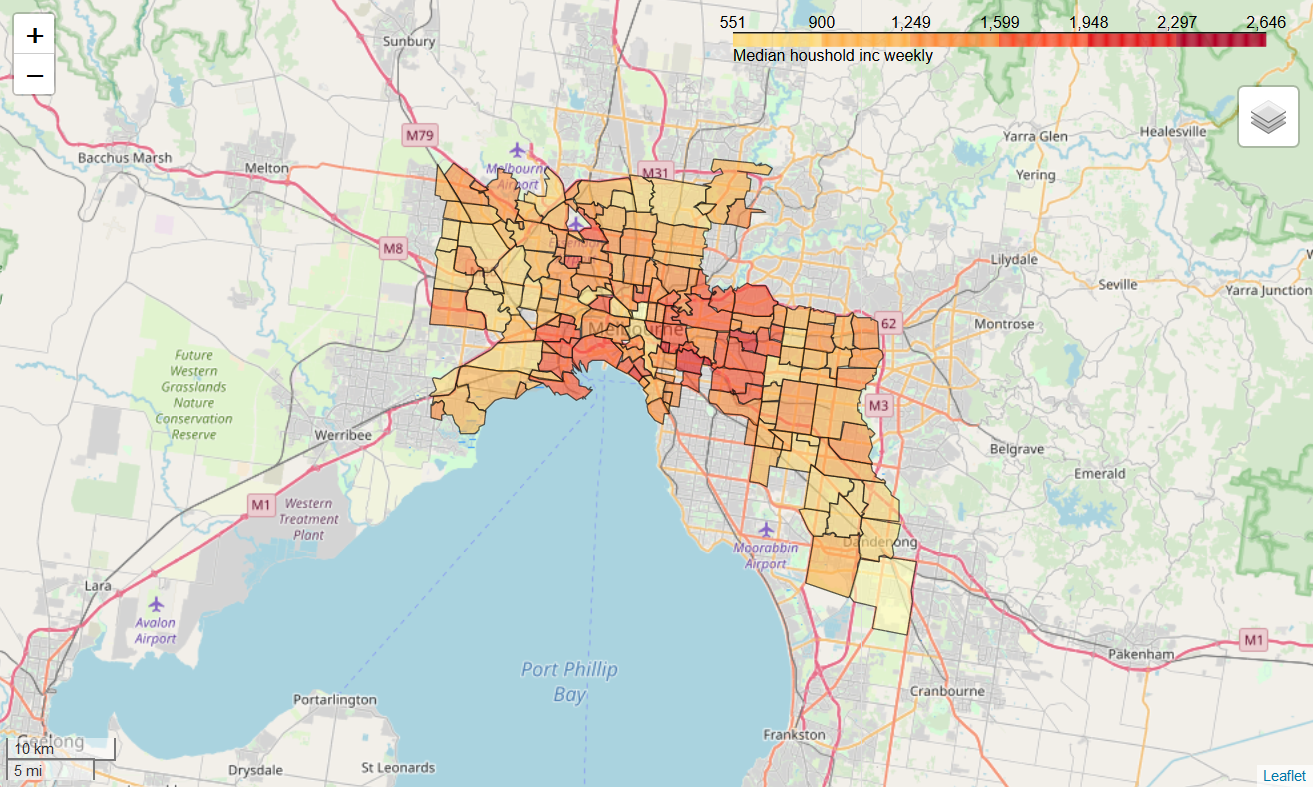 +
−
551 900 1,249 1,599 1,948 2,297 2,646
Median houshold inc weekly
Sunbury
M79
Bacchus Marsh
Melton
Melbourne
Airport
M31
Yarra Glen
Healesville
Yering
M8
Lilydale
Seville
Yarra Junction
62
Montrose
Melbourne
Future
Western
Grasslands
Nature
Conservation
Reserve
M3
Werribee
Belgrave
Emerald
M1
Western
Treatment
Plant
Moorabbin
Airport
Dandenong
Lara
Avalon
Airport
M1
Pakenham
Port Phillip
Bay
Cranbourne
Portarlington
Frankston
Geelong
10 km
5 mi
Drysdale
St Leonards
Leaflet